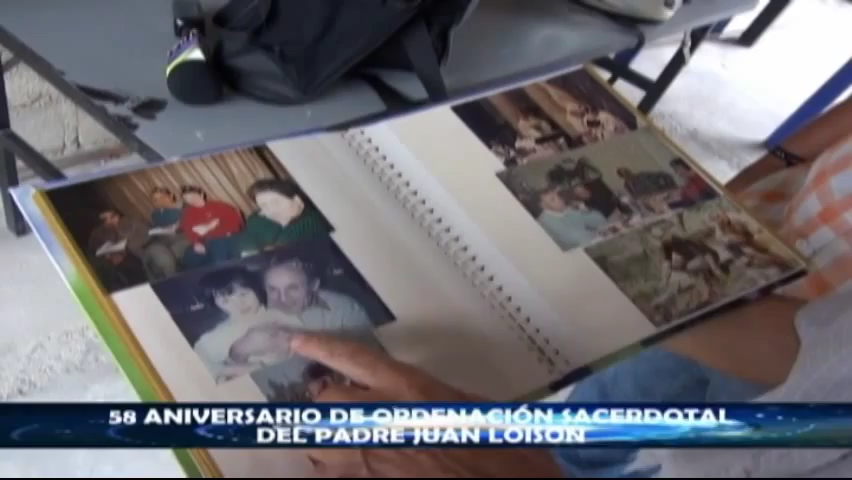 58 ANIVERSARIO DE ORDENACIÓN SACERDOTAL
DEL PADRE JUAN LOISON